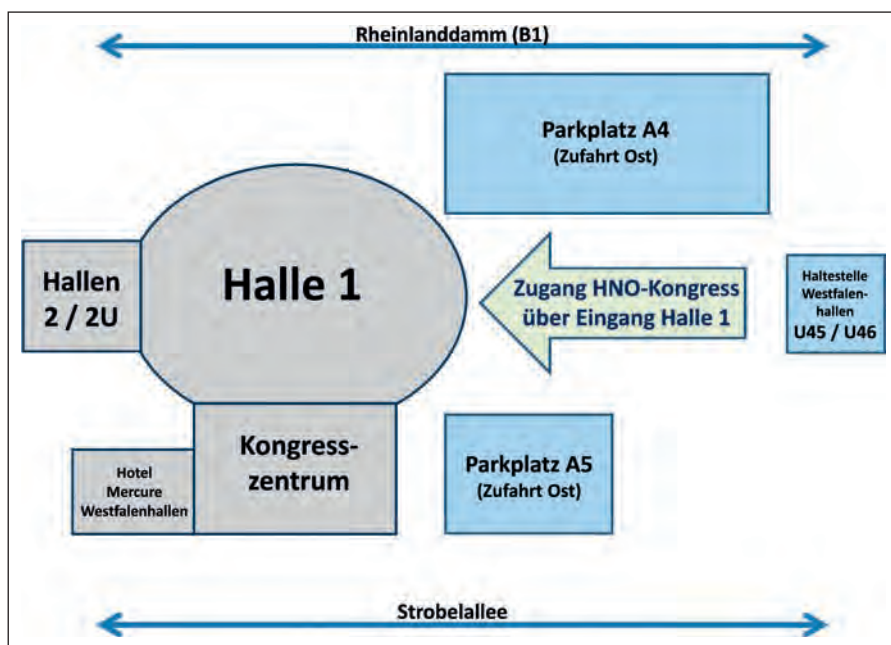 Rheinlanddamm (B1)
Parkplatz A4
(Zufahrt Ost)
Hallen
2 / 2U
Halle 1
Zugang HNO-Kongress
über Eingang Halle 1
Haltestelle
Westfalen-
hallen
U45 / U46
Kongress-
zentrum
Hotel
Mercure
Westfalenhallen
Parkplatz A5
(Zufahrt Ost)
Strobelallee